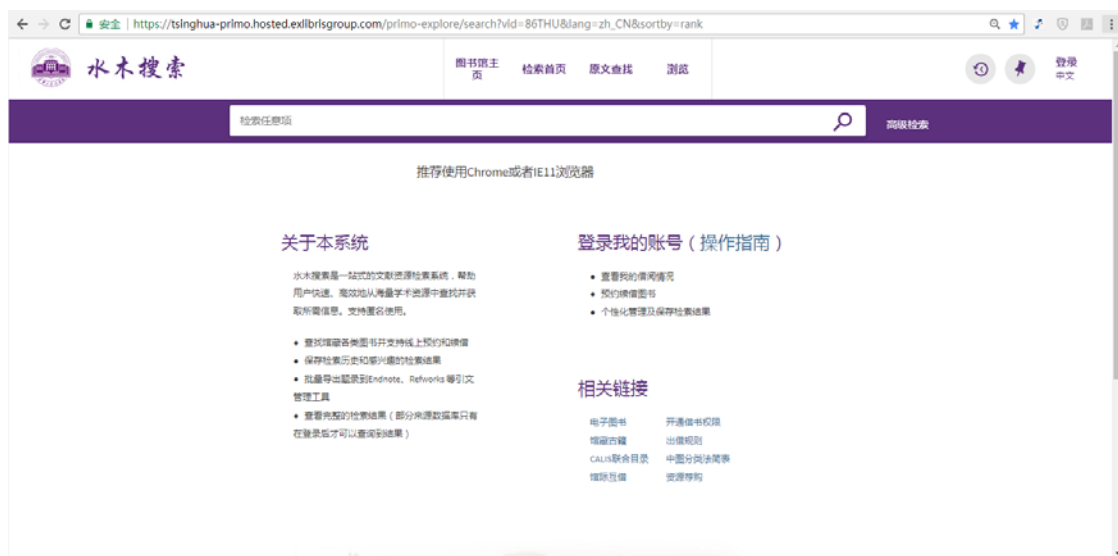 安全 | https://tsinghua-primo.hosted.exlibrisgroup.com/primo-explore/search?vid=86THU&lang=zh_CN&sortby=rank
水木搜索
图书馆主页
检索首页
原文查找
浏览
登录
中文
检索任意项
高级检索
推荐使用Chrome或者IE11浏览器
关于本系统
水木搜索是一站式的文献资源检索系统，帮助
用户快速、高效地从海量学术资源中查找并获
取所需信息。支持匿名使用。
● 查找馆藏各类图书并支持线上预约和续借
● 保存检索历史和感兴趣的检索结果
● 批量导出题录到Endnote、Refworks 等引文
管理工具
● 查看完整的检索结果（部分来源数据库只有
在登录后才可以查询到结果）
登录我的账号（操作指南）
● 查看我的借阅情况
● 预约续借图书
● 个性化管理及保存检索结果
相关链接
电子图书 开通借书权限
馆藏古籍 出借规则
CALIS联合目录 中图分类法简表
馆际互借 资源荐购